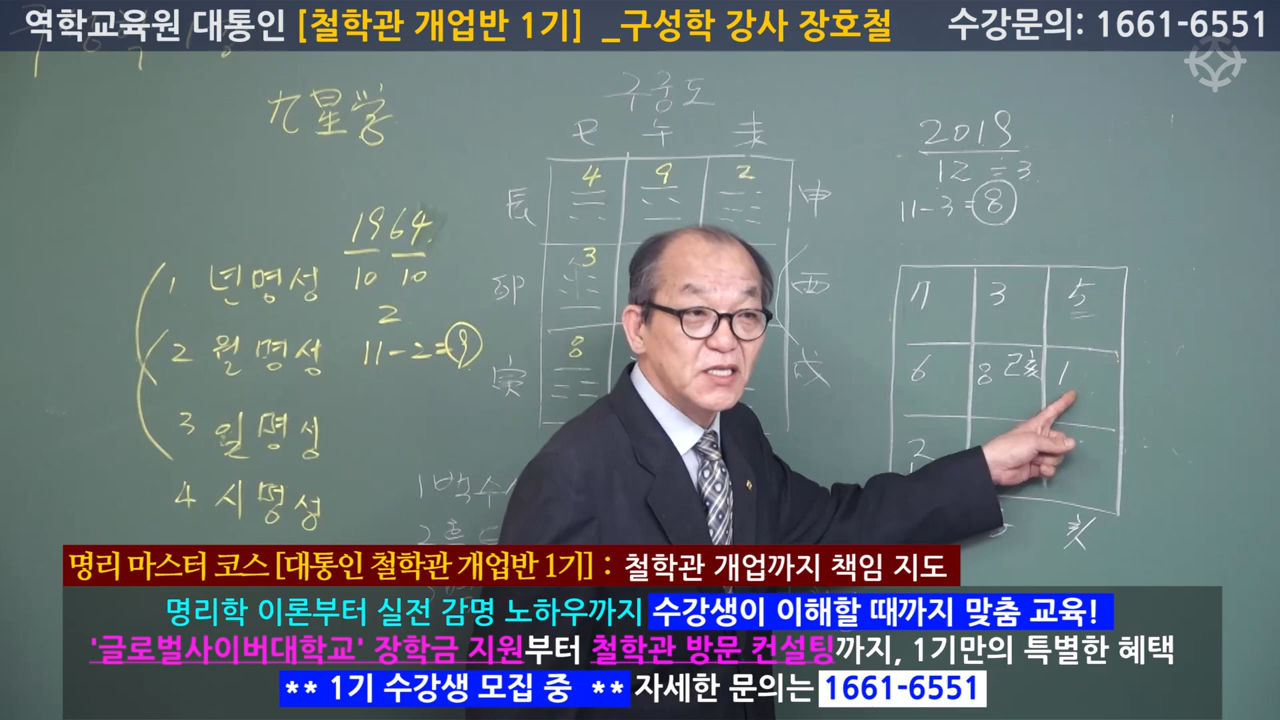 역학교육원 대통인 [철학관 개업반 1기] _구성학 강사 장호철 수강문의: 1661-6551
九星学
1964.
10 10
2
1 년명성
2 월명성 11-2=9
3 일명성
4 시명성
구궁도
巳 午 未
4 9 2
辰 申
3
卯 酉
8
寅 戌
2019
12 ÷3
11-3=8
7 3 5
6 8 己亥 1
2
명리 마스터 코스 [대통인 철학관 개업반 1기] : 철학관 개업까지 책임 지도
명리학 이론부터 실전 감명 노하우까지 수강생이 이해할 때까지 맞춤 교육!
'글로벌사이버대학교' 장학금 지원부터 철학관 방문 컨설팅까지, 1기만의 특별한 혜택
** 1기 수강생 모집 중 ** 자세한 문의는 1661-6551